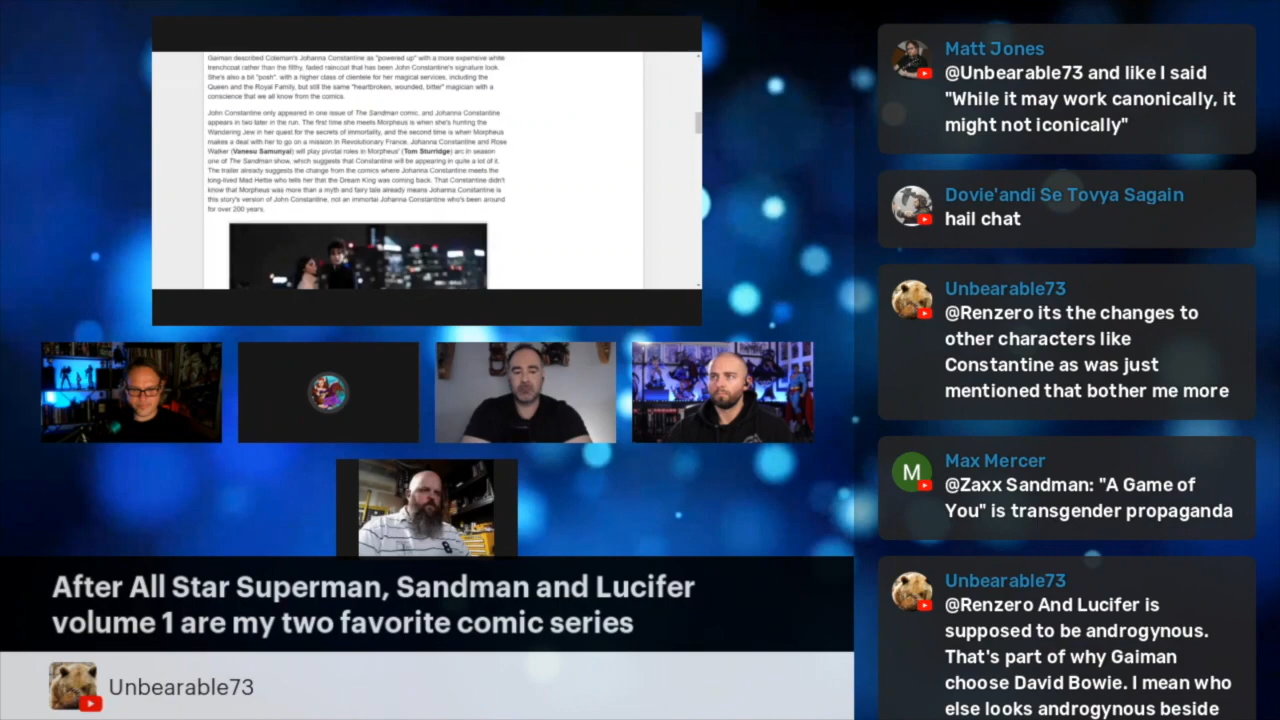 Gaiman described Coleman's Johanna Constantine as "powered up" with a more expensive white
trenchcoat rather than the filthy, faded raincoat that has been John Constantine's signature look.
She's also a bit "posh", with a higher class of clientele for her magical services, including the
Queen and the Royal Family, but still the same "heartbroken, wounded, bitter" magician with a
conscience that we all know from the comics.
John Constantine only appeared in one issue of The Sandman comic, and Johanna Constantine
appears in two later in the run. The first time she meets Morpheus is when she's hunting the
Wandering Jew in her quest for the secrets of immortality, and the second time is when Morpheus
makes a deal with her to go on a mission in Revolutionary France. Johanna Constantine and Rose
Walker (Vanesu Samunyai) will play pivotal roles in Morpheus' (Tom Sturridge) arc in season
one of The Sandman show, which suggests that Constantine will be appearing in quite a lot of it.
The trailer already suggests the change from the comics where Johanna Constantine meets the
long-lived Mad Hettie who tells her that the Dream King was coming back. That Constantine didn't
know that Morpheus was more than a myth and fairy tale already means Johanna Constantine is
this story's version of John Constantine, not an immortal Johanna Constantine who's been around
for over 200 years.
After All Star Superman, Sandman and Lucifer
volume 1 are my two favorite comic series
Unbearable73
Matt Jones
@Unbearable73 and like I said
"While it may work canonically, it
might not iconically"
Dovie'andi Se Tovya Sagain
hail chat
Unbearable73
@Renzero its the changes to
other characters like
Constantine as was just
mentioned that bother me more
M
Max Mercer
@Zaxx Sandman: "A Game of
You" is transgender propaganda
Unbearable73
@Renzero And Lucifer is
supposed to be androgynous.
That's part of why Gaiman
choose David Bowie. I mean who
else looks androgynous beside